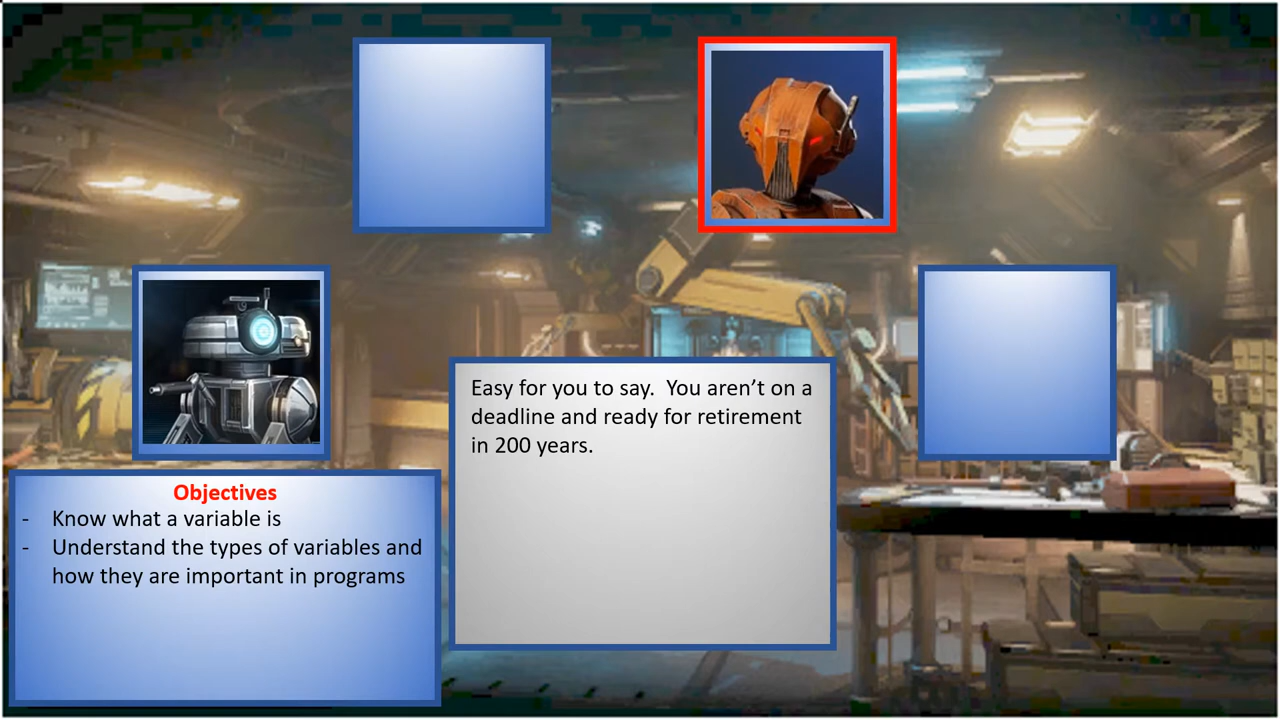 Easy for you to say.  You aren’t on a
deadline and ready for retirement
in 200 years.
Objectives
- Know what a variable is
- Understand the types of variables and
how they are important in programs